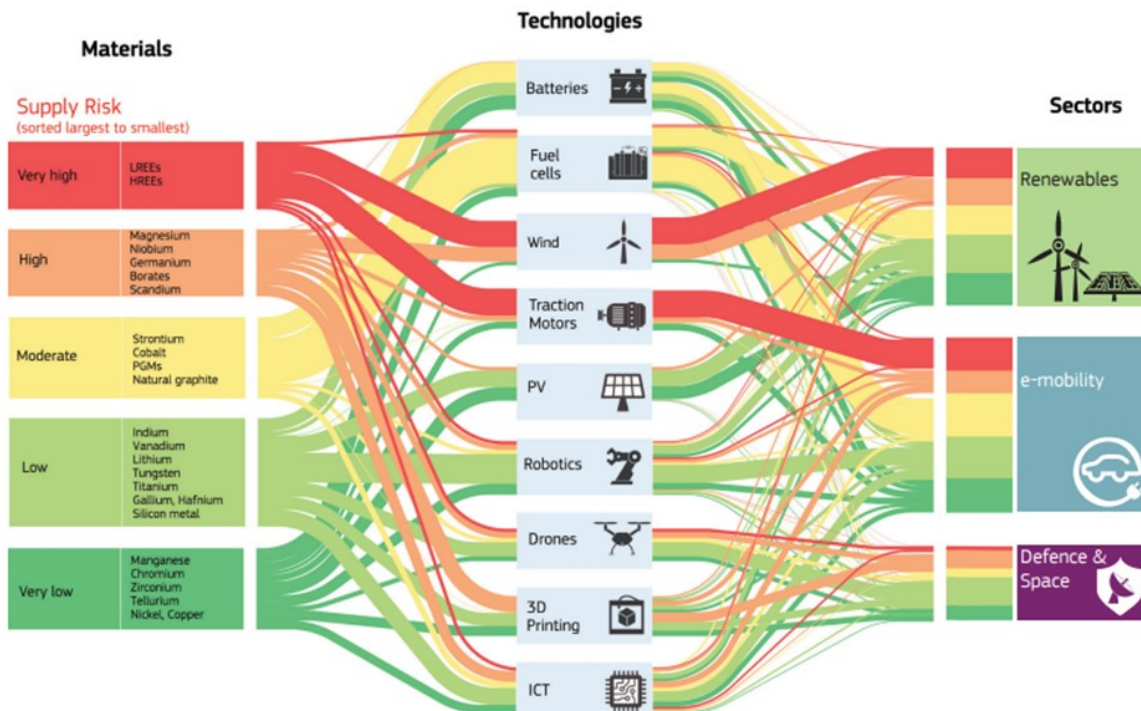 Technologies
Materials
Supply Risk
(sorted largest to smallest)
Sectors
Very high
LREEs
HREEs
High
Magnesium
Niobium
Germanium
Borates
Scandium
Moderate
Strontium
Cobalt
PGMs
Natural graphite
Low
Indium
Vanadium
Lithium
Tungsten
Titanium
Gallium, Hafnium
Silicon metal
Very low
Manganese
Chromium
Zirconium
Tellurium
Nickel, Copper
Batteries
Fuel
cells
Wind
Traction
Motors
PV
Robotics
Drones
3D
Printing
ICT
Renewables
e-mobility
Defence &
Space